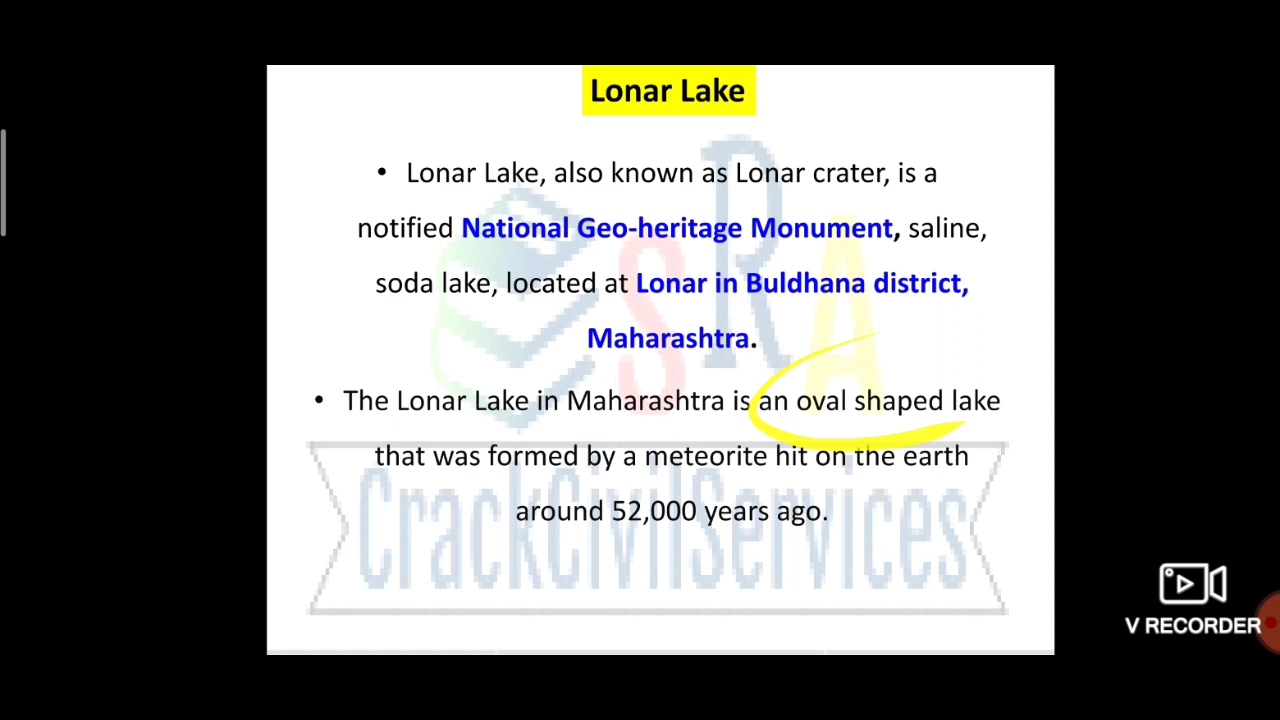 Lonar Lake
• Lonar Lake, also known as Lonar crater, is a
notified National Geo-heritage Monument, saline,
soda lake, located at Lonar in Buldhana district,
Maharashtra.
• The Lonar Lake in Maharashtra is an oval shaped lake
that was formed by a meteorite hit on the earth
around 52,000 years ago.
SRA
CrackCivilServices
V RECORDER